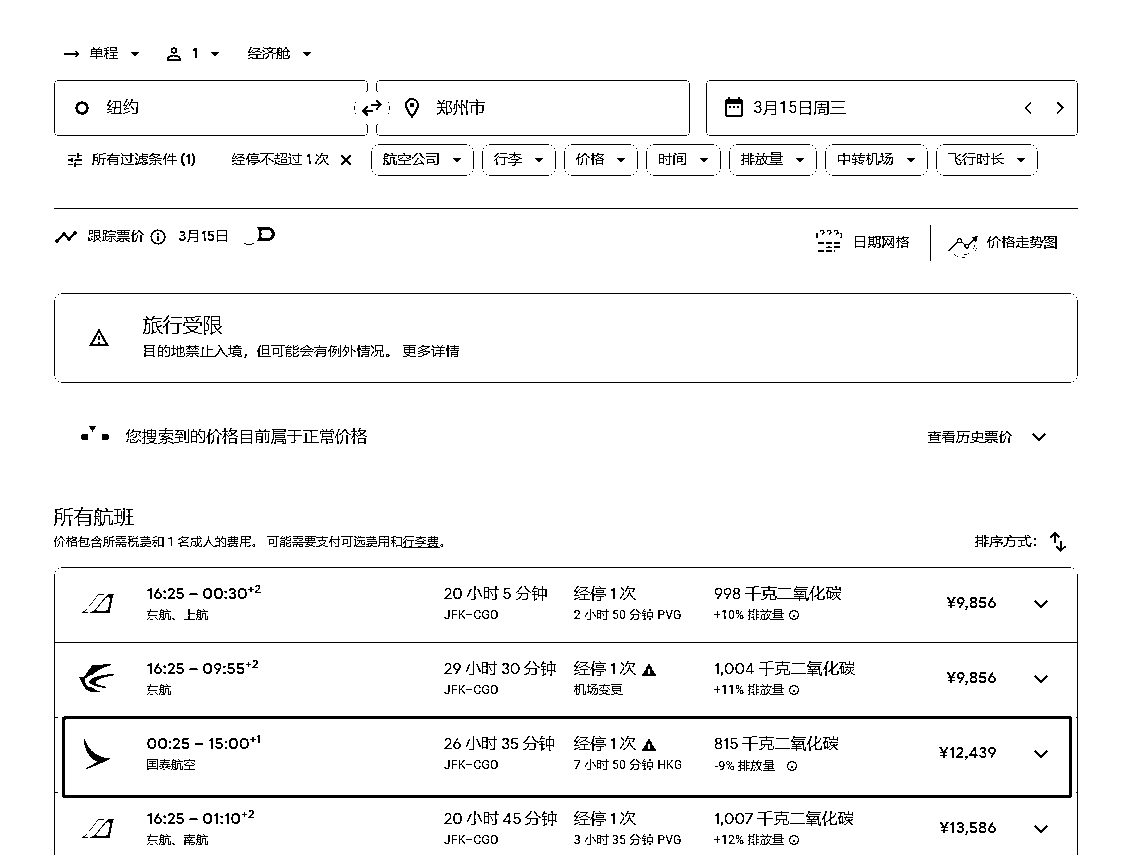 单程 1 经济舱
纽约 郑州市 3月15日周三
所有过滤条件 (1) 经停不超过 1 次 航空公司 行李 价格 时间 排放量 中转机场 飞行时长
跟踪票价 3月15日 日期网格 价格走势图
旅行受限
目的地禁止入境，但可能会有例外情况。 更多详情
您搜索到的价格目前属于正常价格 查看历史票价
所有航班
价格包含所需税费和 1 名成人的费用。 可能需要支付可选费用和行李费。 排序方式：
16:25 – 00:30+2 20 小时 5 分钟 经停 1 次 998 千克二氧化碳 ¥9,856
东航、上航 JFK–CGO 2 小时 50 分钟 PVG +10% 排放量
16:25 – 09:55+2 29 小时 30 分钟 经停 1 次 1,004 千克二氧化碳 ¥9,856
东航 JFK–CGO 机场变更 +11% 排放量
00:25 – 15:00+1 26 小时 35 分钟 经停 1 次 815 千克二氧化碳 ¥12,439
国泰航空 JFK–CGO 7 小时 50 分钟 HKG -9% 排放量
16:25 – 01:10+2 20 小时 45 分钟 经停 1 次 1,007 千克二氧化碳 ¥13,586
东航、南航 JFK–CGO 3 小时 35 分钟 PVG +12% 排放量